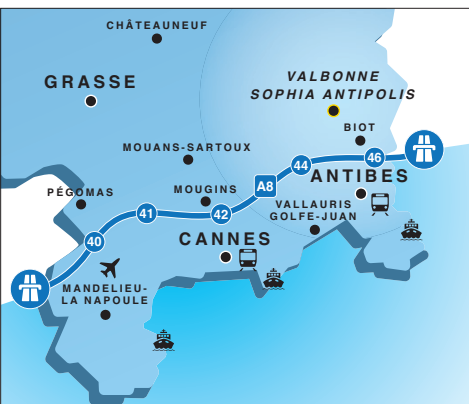 CHÂTEAUNEUF
GRASSE
VALBONNE
SOPHIA ANTIPOLIS
BIOT
MOUANS-SARTOUX
44
46
A8
ANTIBES
PÉGOMAS
MOUGINS
41
42
VALLAURIS
GOLFE-JUAN
40
CANNES
MANDELIEU-
LA NAPOULE